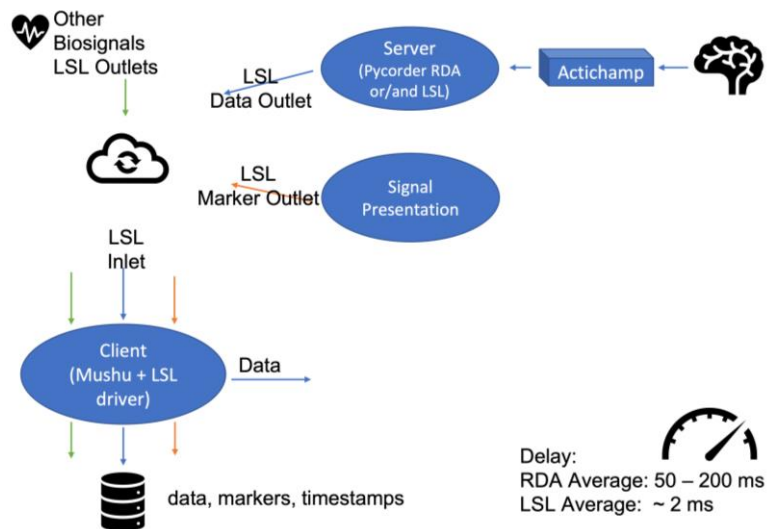 Other
Biosignals
LSL Outlets
Server
(Pycorder RDA
or/and LSL)
Actichamp
LSL
Data Outlet
LSL
Marker Outlet
Signal
Presentation
LSL
Inlet
Client
(Mushu + LSL
driver)
Data
data, markers, timestamps
Delay:
RDA Average: 50 – 200 ms
LSL Average: ~ 2 ms